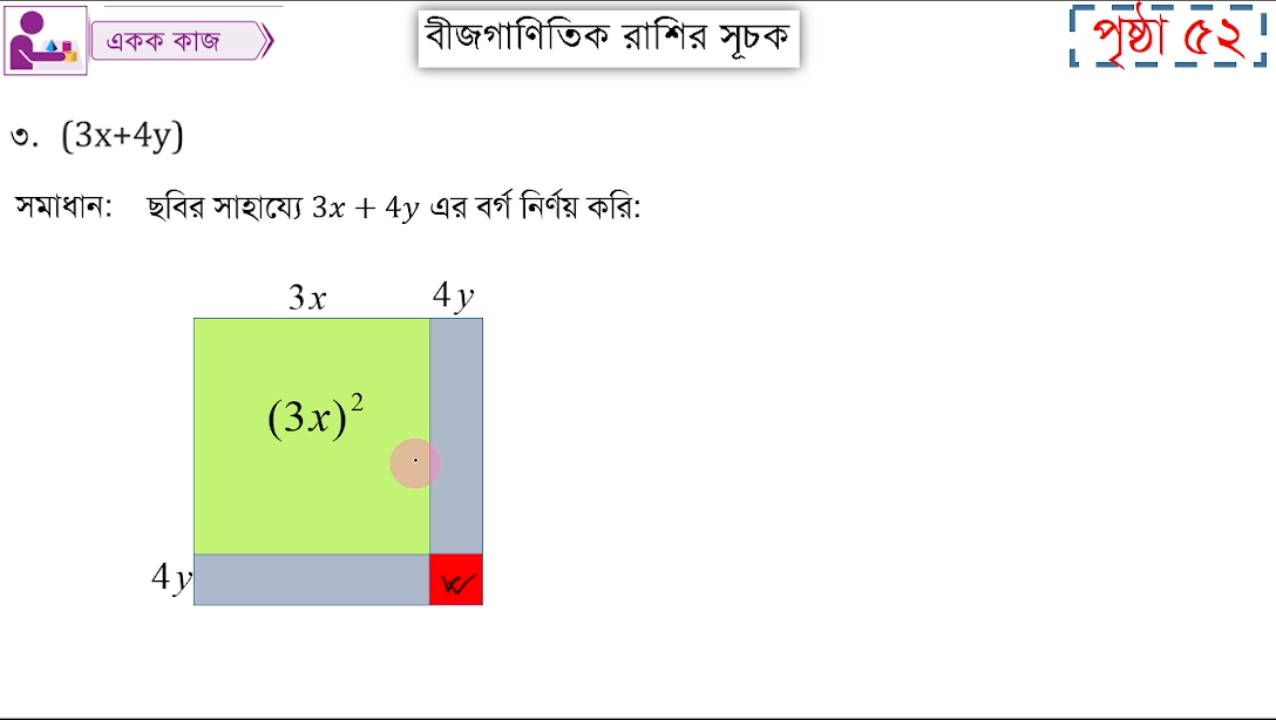 একক কাজ
বীজগাণিতিক রাশির সূচক
পৃষ্ঠা ৫২
৩. (3x+4y)
সমাধান: ছবির সাহায্যে 3x + 4y এর বর্গ নির্ণয় করি:
3x 4y
(3x)²
4y